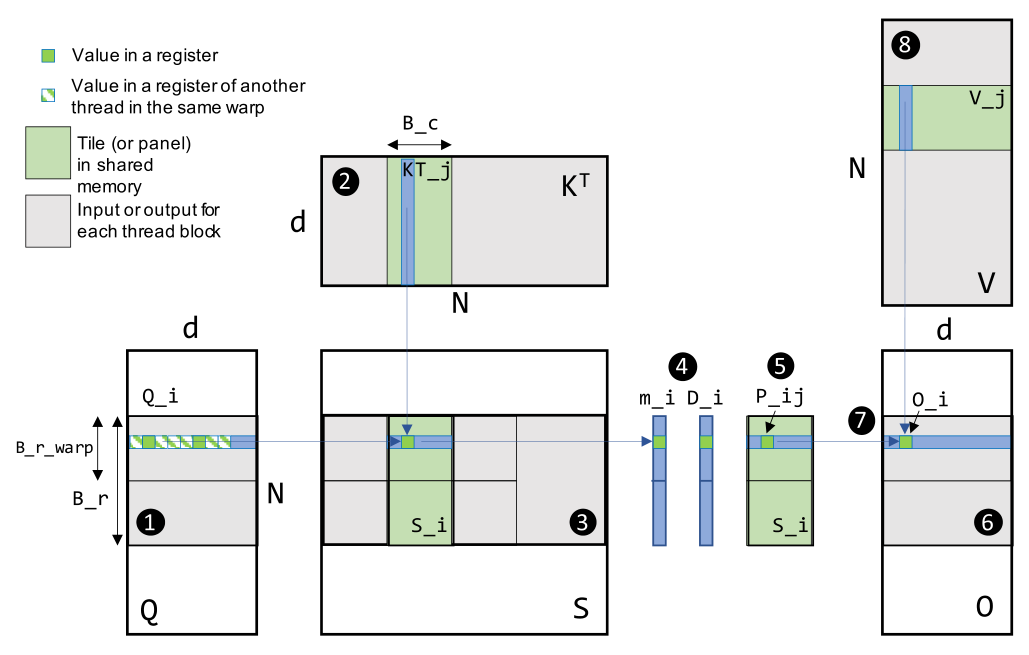 Value in a register
Value in a register of another
thread in the same warp
Tile (or panel)
in shared
memory
Input or output for
each thread block
B_c
2
KT_j
K^T
d
N
8
V_j
N
V
d
d
Q_i
B_r_warp
B_r
N
1
Q
S_i
3
S
4
m_i
D_i
5
P_ij
S_i
7
O_i
6
O